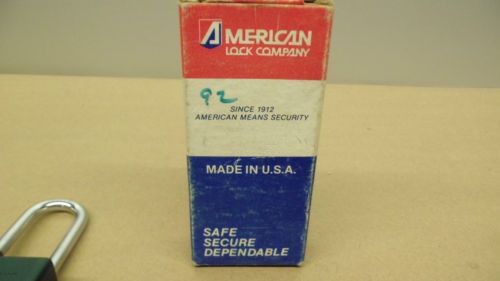 AMERICAN
LOCK COMPANY
92
SINCE 1912
AMERICAN MEANS SECURITY
MADE IN U.S.A.
SAFE
SECURE
DEPENDABLE